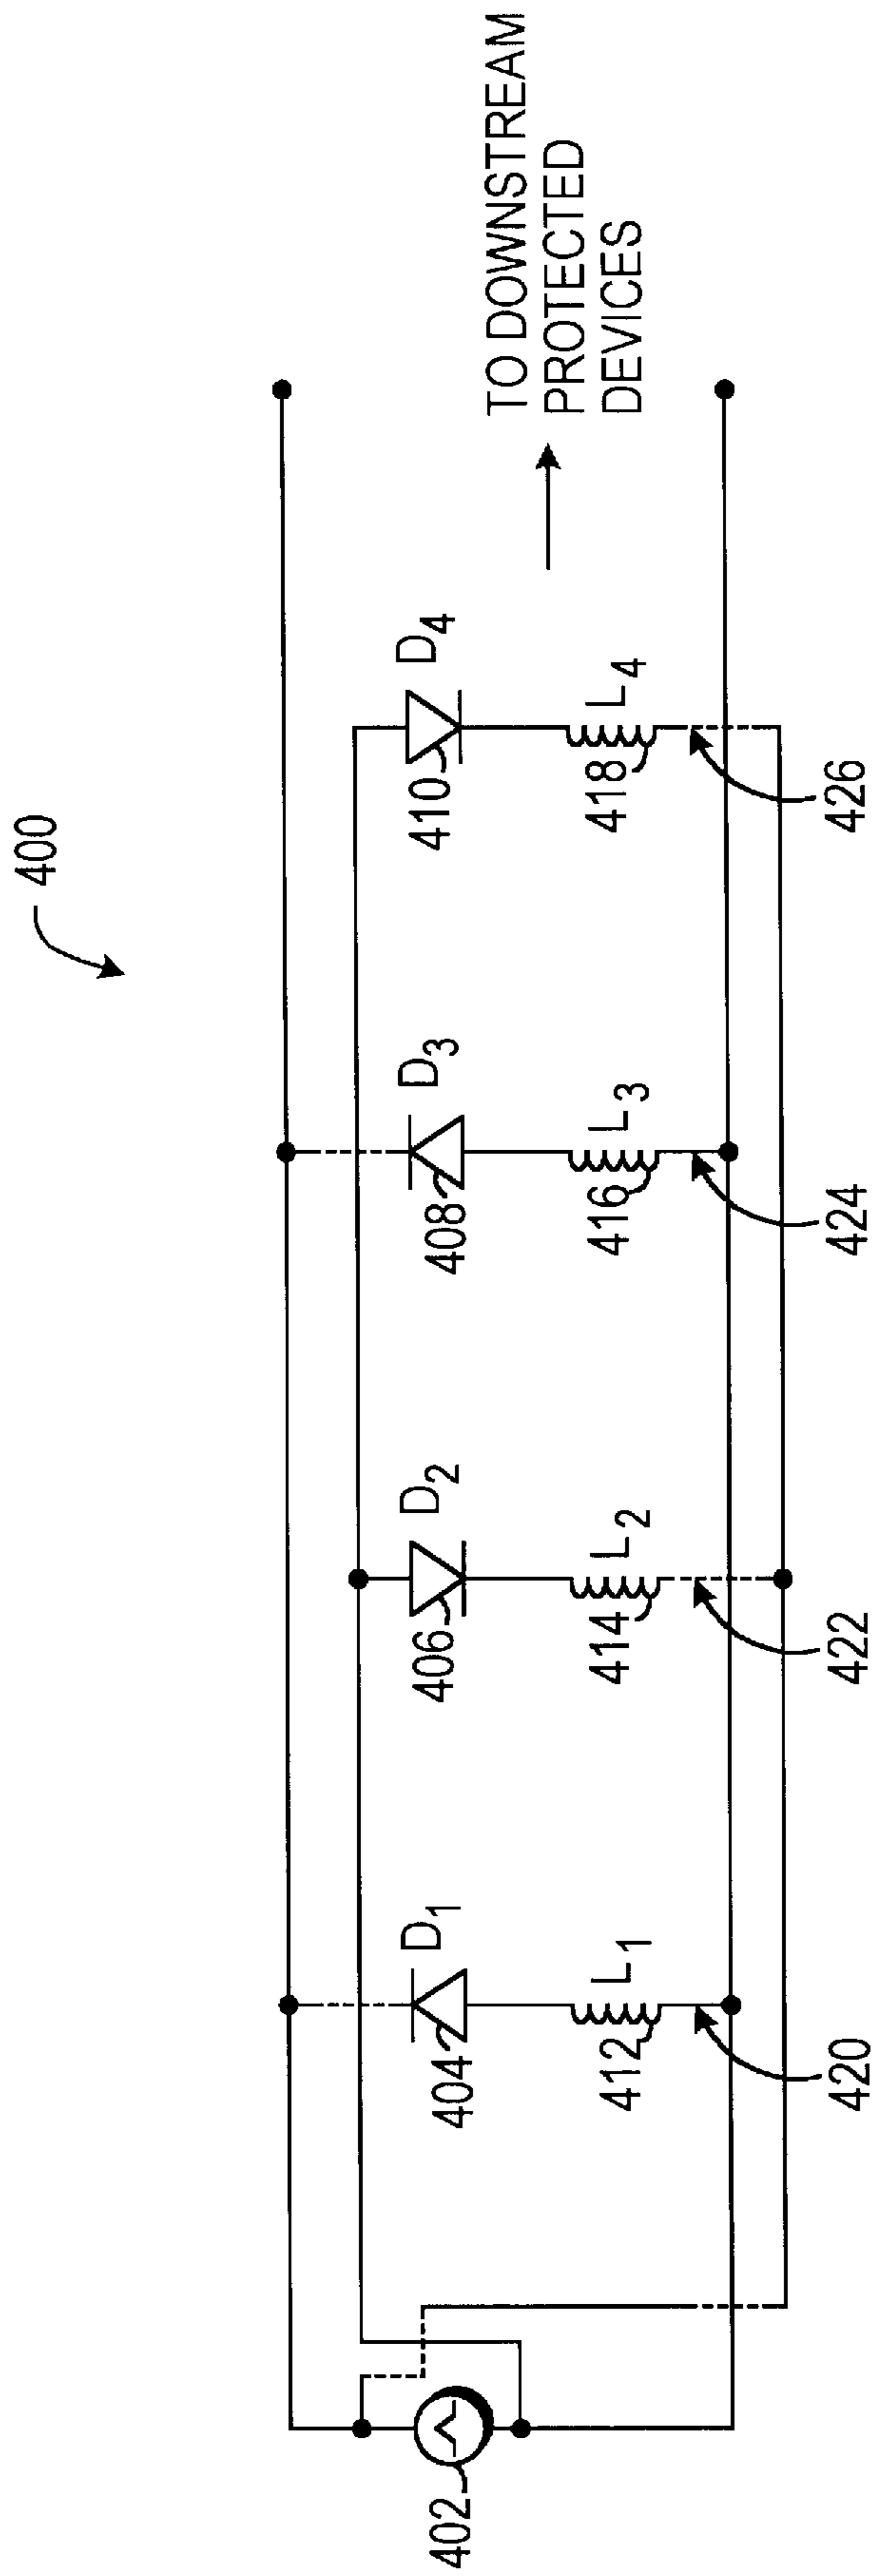 400
TO DOWNSTREAM
PROTECTED
DEVICES
D1
D2
D3
D4
404
406
408
410
L1
L2
L3
L4
412
414
416
418
402
420
422
424
426